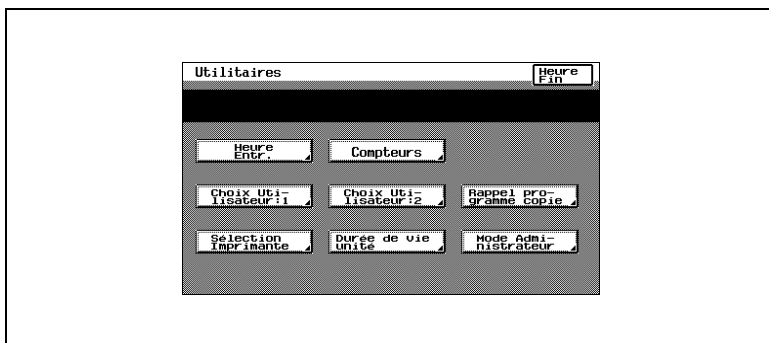 Utilitaires
Heure
Fin
Heure
Entr.
Compteurs
Choix Uti-
lisateur:1
Choix Uti-
lisateur:2
Rappel pro-
gramme copie
Sélection
Imprimante
Durée de vie
unité
Mode Admi-
nistrateur